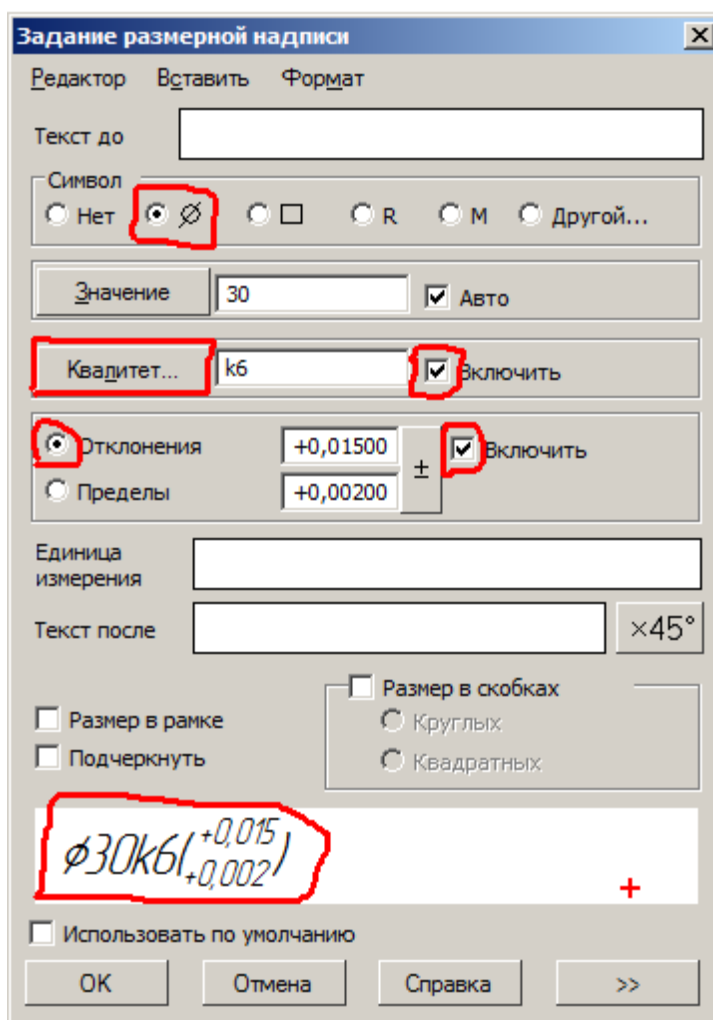 Задание размерной надписи
Редактор Вставить Формат
Текст до
Символ
Нет ∅ □ R M Другой...
Значение 30 Авто
Квалитет... k6 Включить
Отклонения +0,01500 ± Включить
Пределы +0,00200
Единица
измерения
Текст после ×45°
Размер в скобках
Размер в рамке Круглых
Подчеркнуть Квадратных
∅30k6(+0,015
+0,002)
Использовать по умолчанию
OK Отмена Справка >>